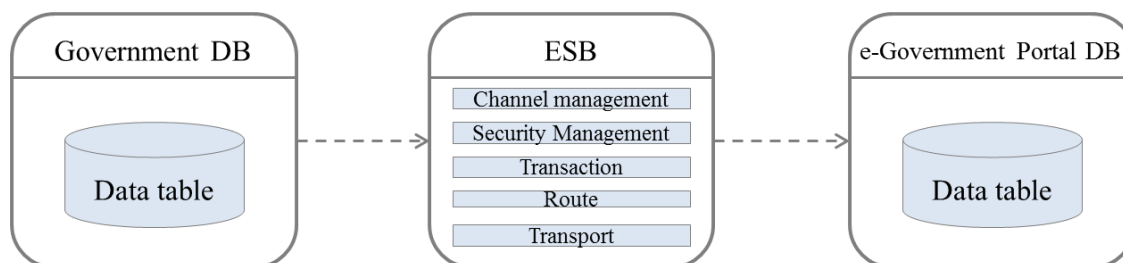 Government DB
Data table
ESB
Channel management
Security Management
Transaction
Route
Transport
e-Government Portal DB
Data table